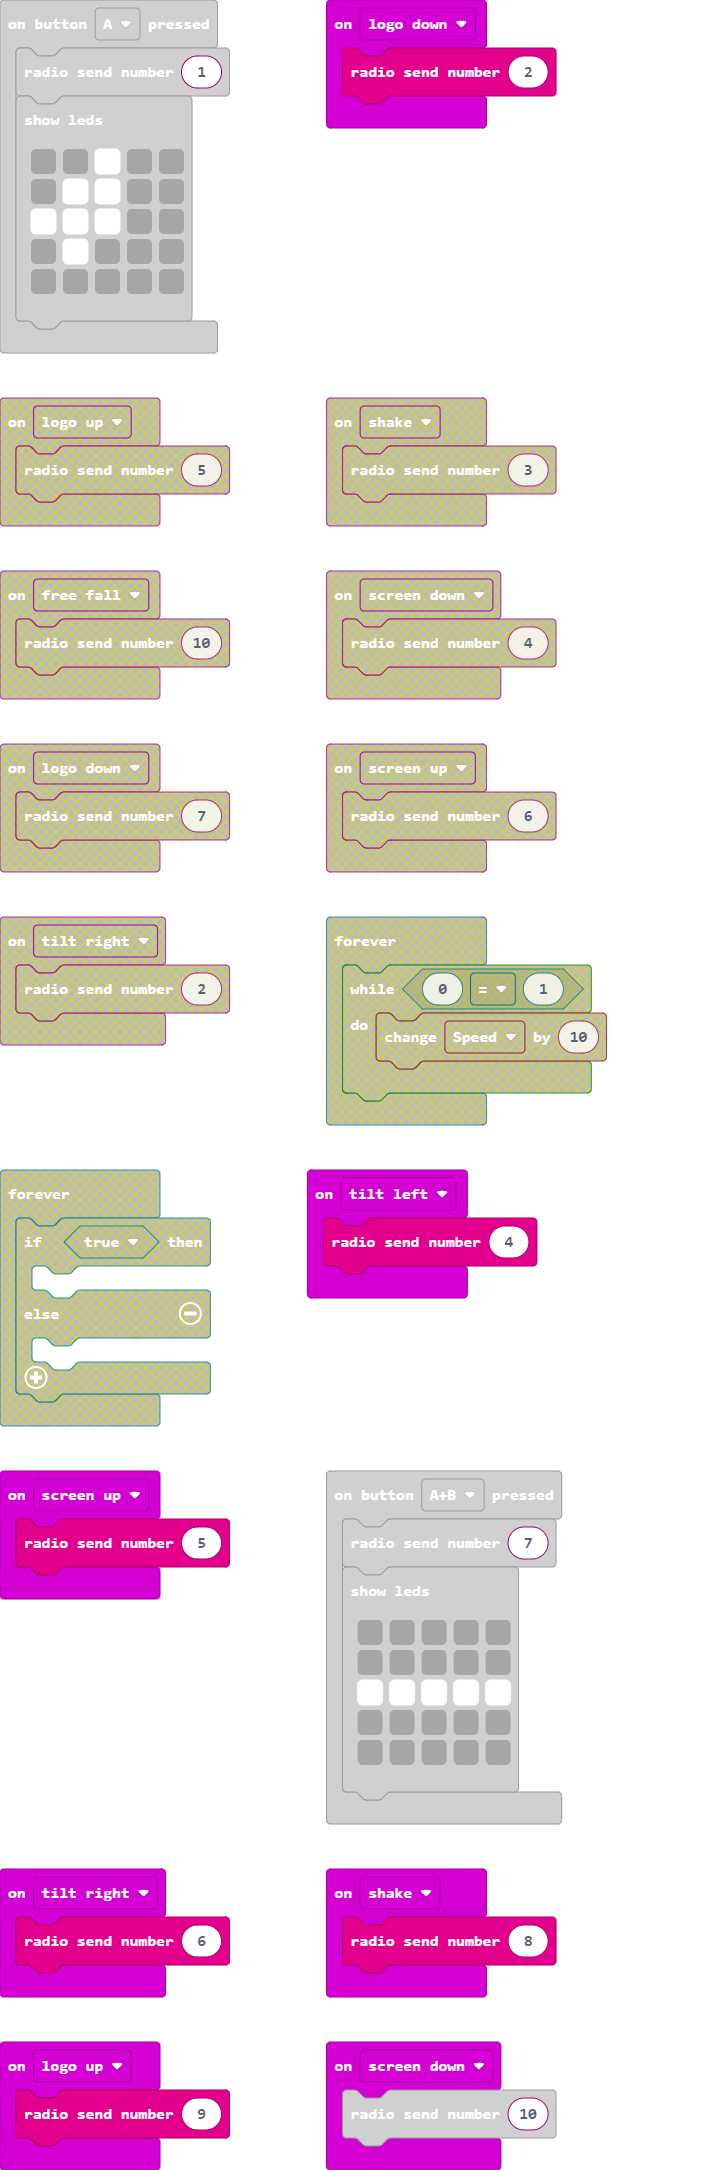 on button A pressed
radio send number 1
show leds
on logo down
radio send number 2
on logo up
radio send number 5
on shake
radio send number 3
on free fall
radio send number 10
on screen down
radio send number 4
on logo down
radio send number 7
on screen up
radio send number 6
on tilt right
radio send number 2
forever
while 0 = 1
do
change Speed by 10
forever
if true then
else
on tilt left
radio send number 4
on screen up
radio send number 5
on button A+B pressed
radio send number 7
show leds
on tilt right
radio send number 6
on shake
radio send number 8
on logo up
radio send number 9
on screen down
radio send number 10